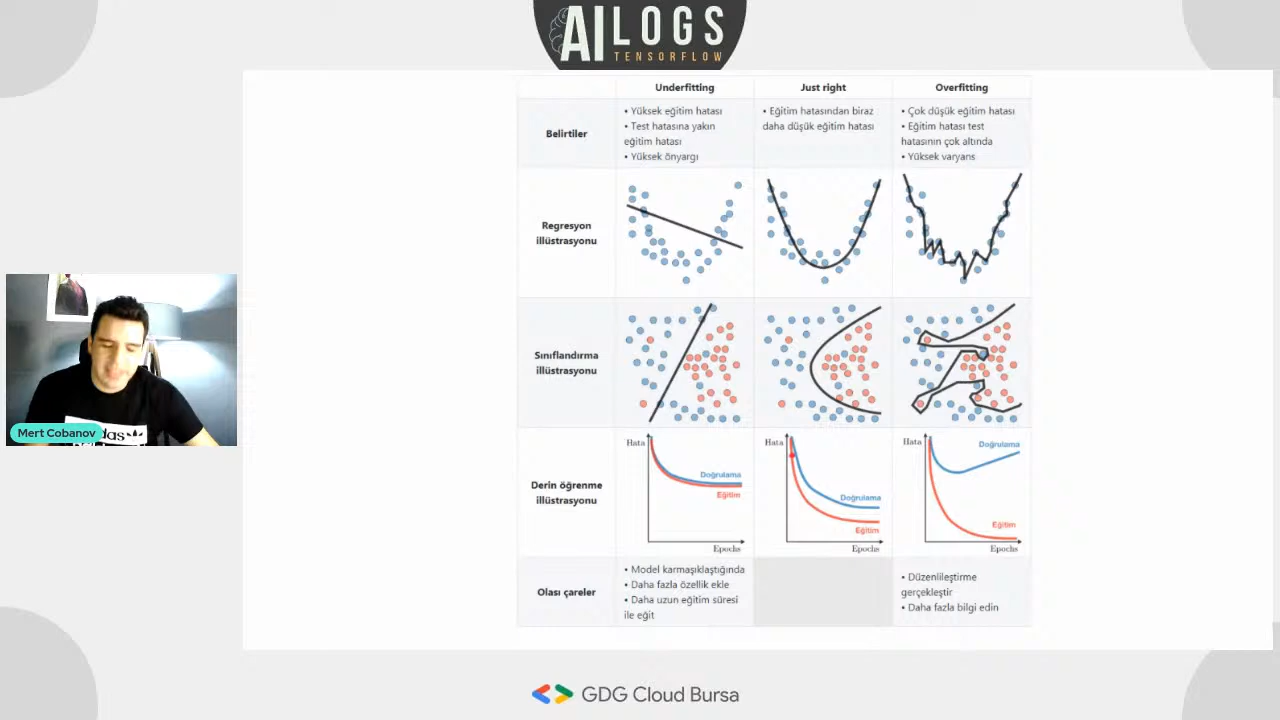 AI LOGS
TENSORFLOW
Underfitting
Just right
Overfitting
Belirtiler
• Yüksek eğitim hatası
• Test hatasına yakın
eğitim hatası
• Yüksek önyargı
• Eğitim hatasından biraz
daha düşük eğitim hatası
• Çok düşük eğitim hatası
• Eğitim hatası test
hatasının çok altında
• Yüksek varyans
Regresyon
illüstrasyonu
Sınıflandırma
illüstrasyonu
Derin öğrenme
illüstrasyonu
Hata
Doğrulama
Eğitim
Epochs
Hata
Doğrulama
Eğitim
Epochs
Hata
Doğrulama
Eğitim
Epochs
Olası çareler
• Model karmaşıklaştığında
• Daha fazla özellik ekle
• Daha uzun eğitim süresi
ile eğit
• Düzenlileştirme
gerçekleştir
• Daha fazla bilgi edin
Mert Cobanov
GDG Cloud Bursa